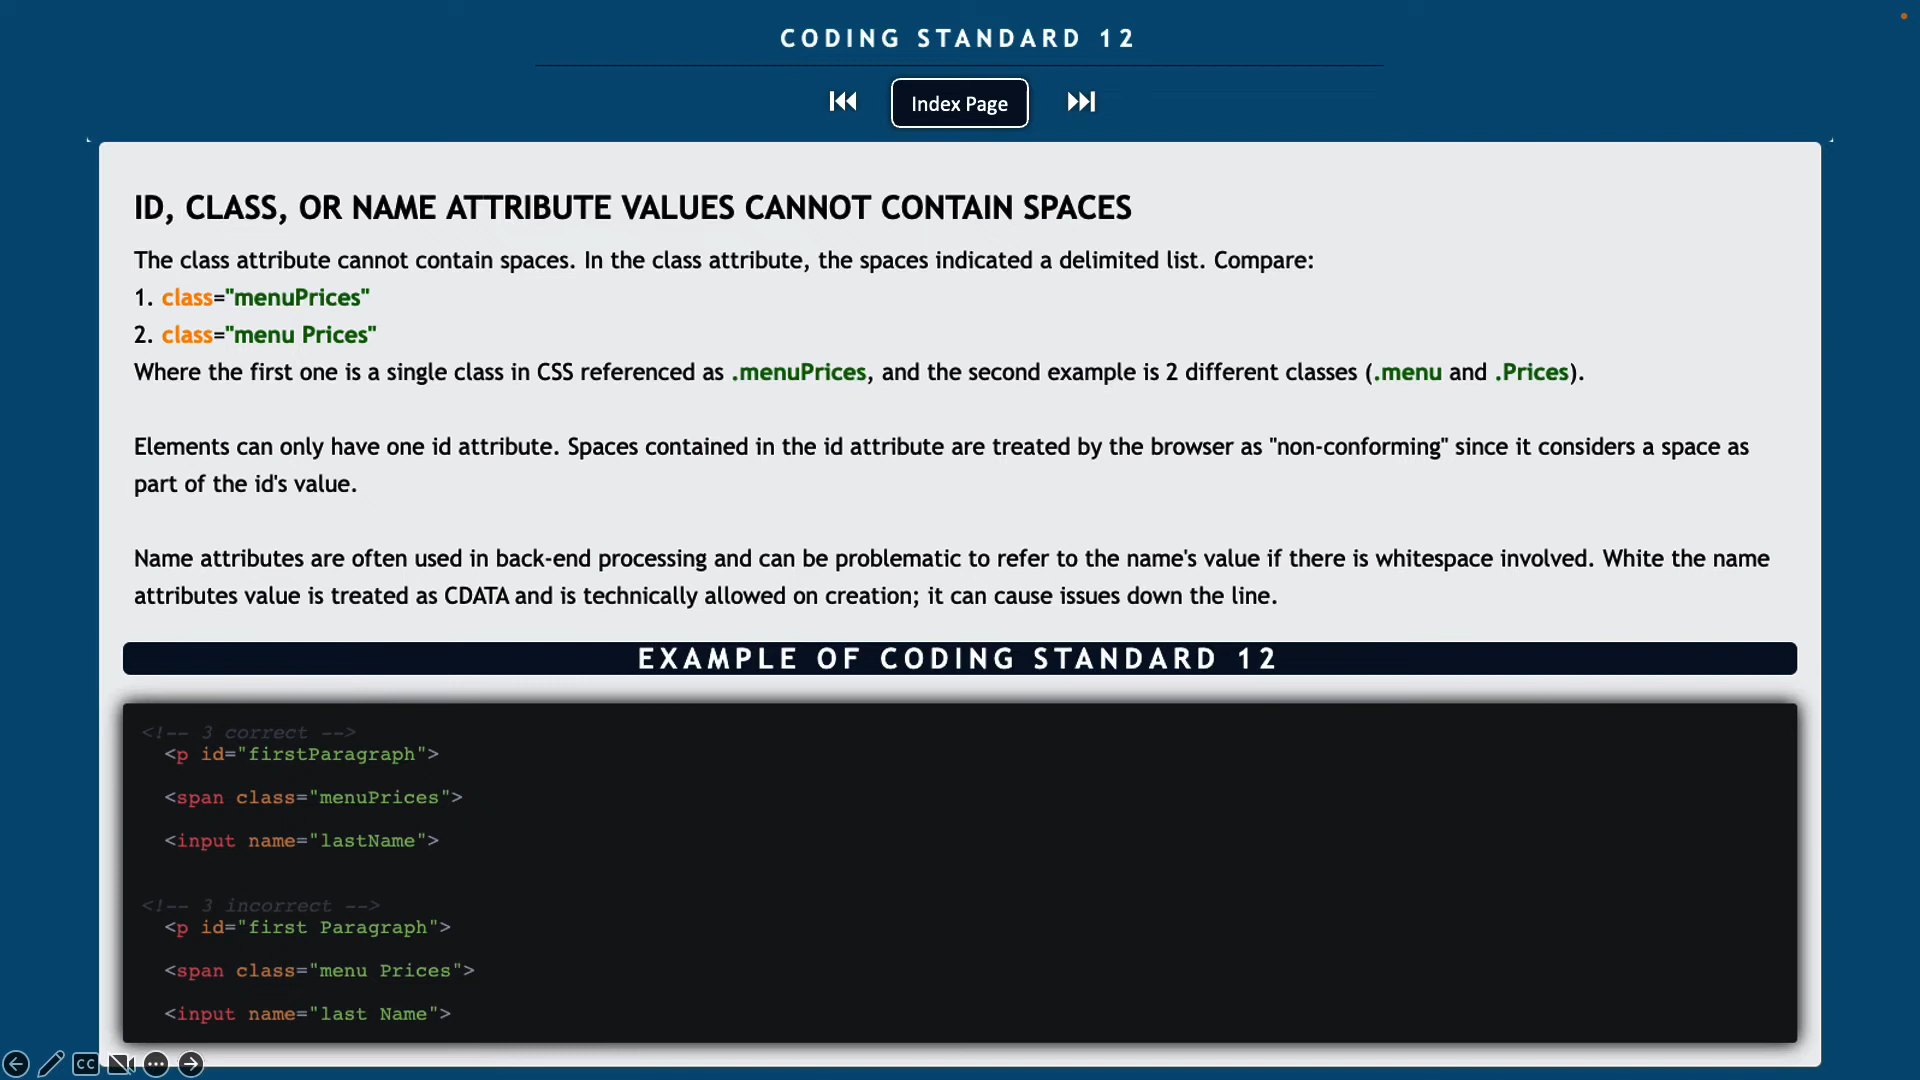 CODING STANDARD 12
Index Page
ID, CLASS, OR NAME ATTRIBUTE VALUES CANNOT CONTAIN SPACES
The class attribute cannot contain spaces. In the class attribute, the spaces indicated a delimited list. Compare:
1. class="menuPrices"
2. class="menu Prices"
Where the first one is a single class in CSS referenced as .menuPrices, and the second example is 2 different classes (.menu and .Prices).
Elements can only have one id attribute. Spaces contained in the id attribute are treated by the browser as "non-conforming" since it considers a space as
part of the id's value.
Name attributes are often used in back-end processing and can be problematic to refer to the name's value if there is whitespace involved. White the name
attributes value is treated as CDATA and is technically allowed on creation; it can cause issues down the line.
EXAMPLE OF CODING STANDARD 12
<!-- 3 correct -->
<p id="firstParagraph">
<span class="menuPrices">
<input name="lastName">
<!-- 3 incorrect -->
<p id="first Paragraph">
<span class="menu Prices">
<input name="last Name">
CC